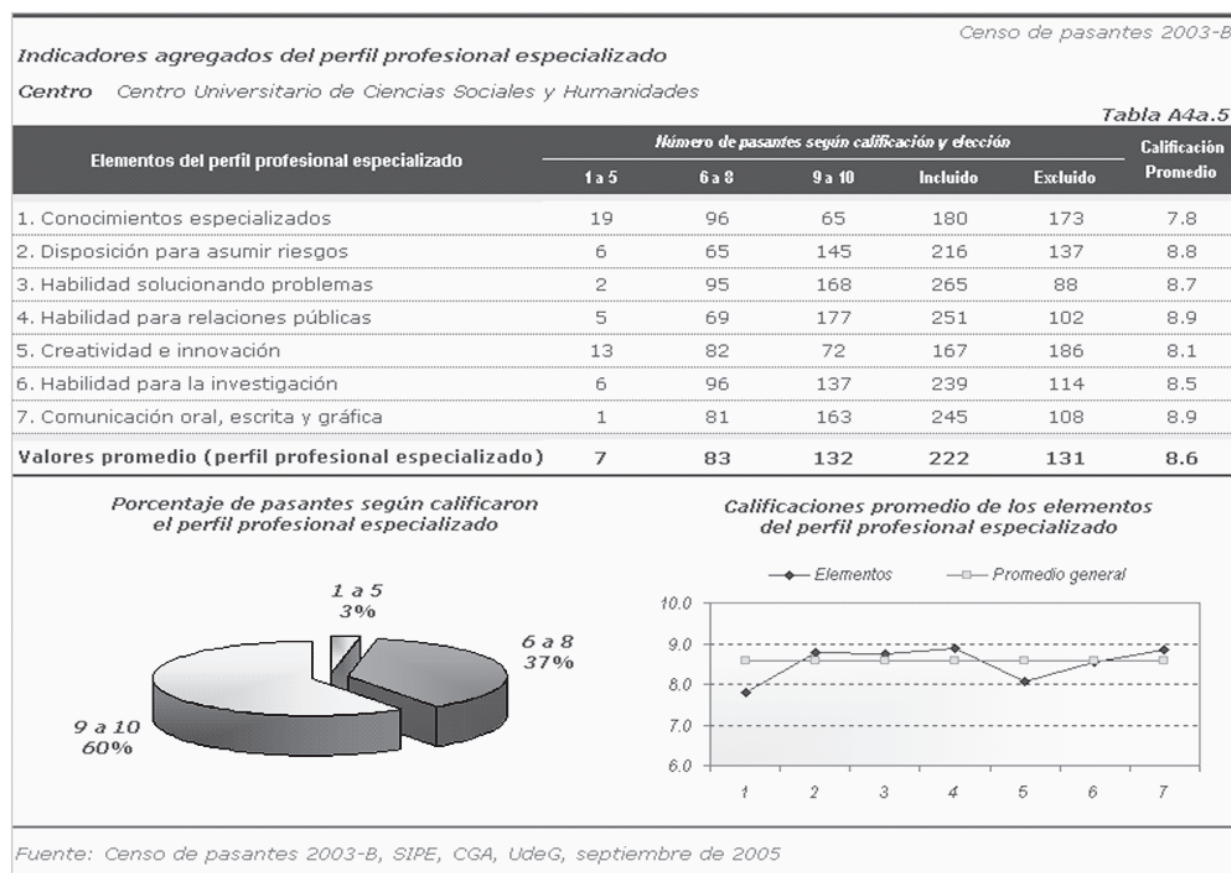 Censo de pasantes 2003-B
Indicadores agregados del perfil profesional especializado
Centro Centro Universitario de Ciencias Sociales y Humanidades
Tabla A4a.5
Elementos del perfil profesional especializado Número de pasantes según calificación y elección Calificación Promedio
1 a 5 6 a 8 9 a 10 Incluido Excluido
1. Conocimientos especializados 19 96 65 180 173 7.8
2. Disposición para asumir riesgos 6 65 145 216 137 8.8
3. Habilidad solucionando problemas 2 95 168 265 88 8.7
4. Habilidad para relaciones públicas 5 69 177 251 102 8.9
5. Creatividad e innovación 13 82 72 167 186 8.1
6. Habilidad para la investigación 6 96 137 239 114 8.5
7. Comunicación oral, escrita y gráfica 1 81 163 245 108 8.9
Valores promedio (perfil profesional especializado) 7 83 132 222 131 8.6
Porcentaje de pasantes según calificaron
el perfil profesional especializado
1 a 5
3%
6 a 8
37%
9 a 10
60%
Calificaciones promedio de los elementos
del perfil profesional especializado
Elementos Promedio general
10.0
9.0
8.0
7.0
6.0
1 2 3 4 5 6 7
Fuente: Censo de pasantes 2003-B, SIPE, CGA, UdeG, septiembre de 2005